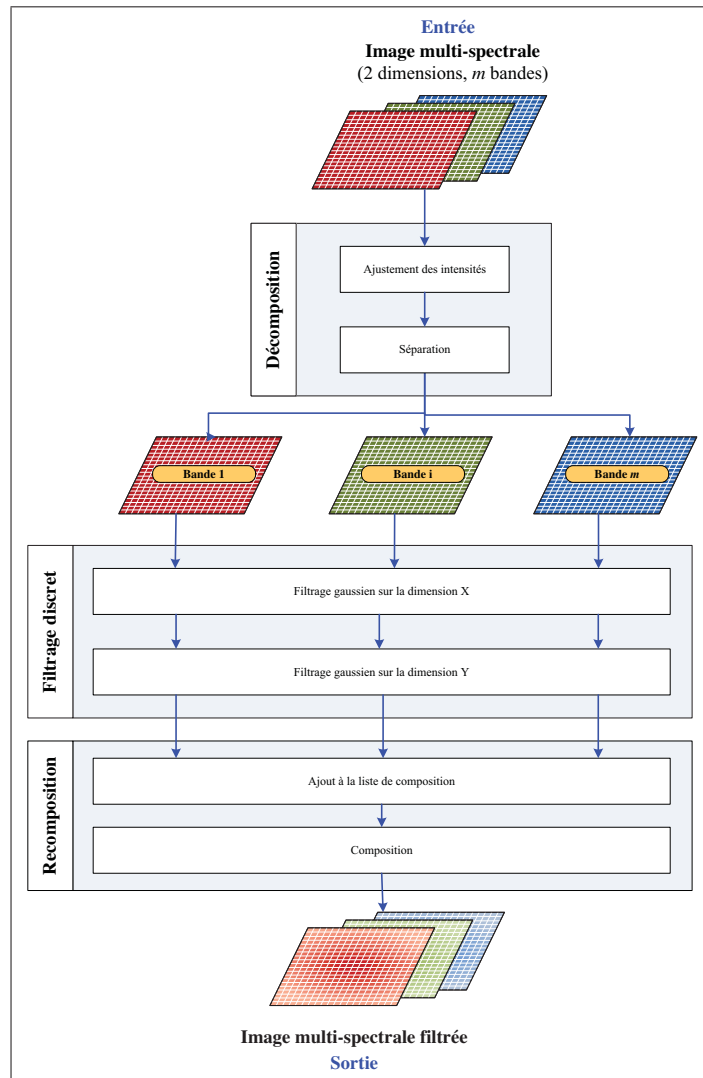 Entrée
Image multi-spectrale
(2 dimensions, m bandes)
Décomposition
Ajustement des intensités
Séparation
Bande 1
Bande i
Bande m
Filtrage discret
Filtrage gaussien sur la dimension X
Filtrage gaussien sur la dimension Y
Recomposition
Ajout à la liste de composition
Composition
Image multi-spectrale filtrée
Sortie